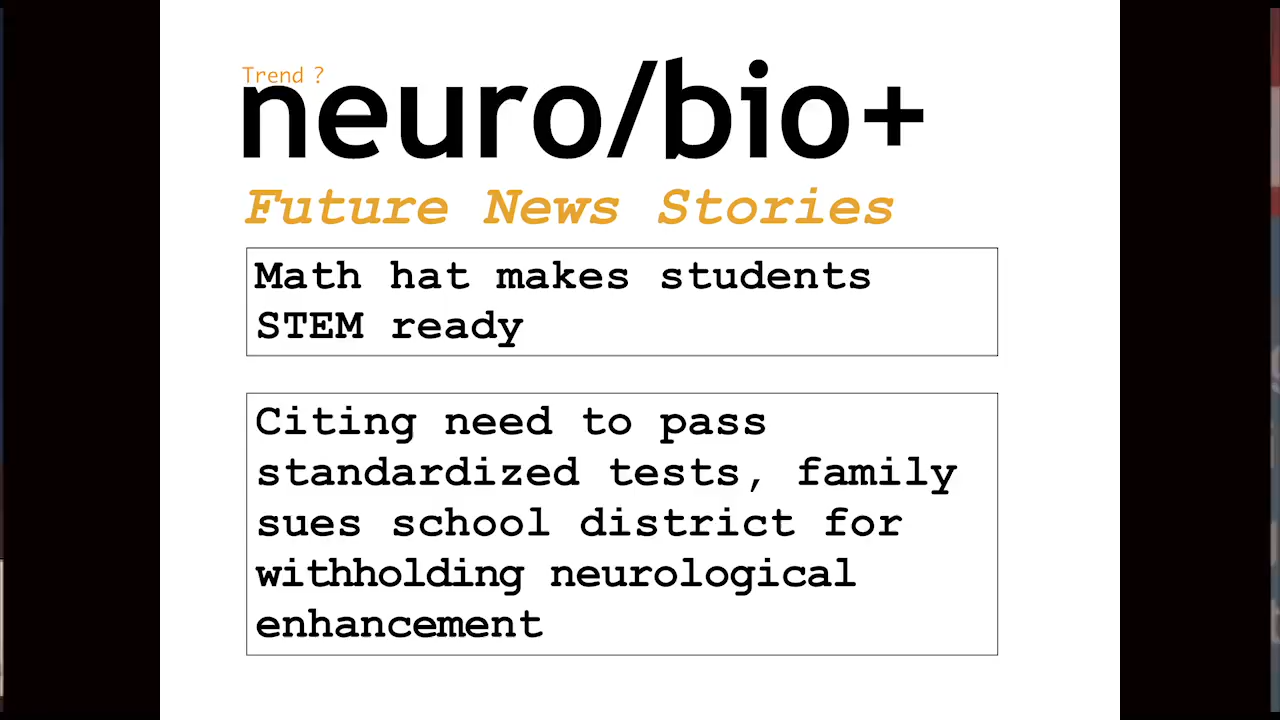 Trend ?
neuro/bio+
Future News Stories
Math hat makes students
STEM ready
Citing need to pass
standardized tests, family
sues school district for
withholding neurological
enhancement